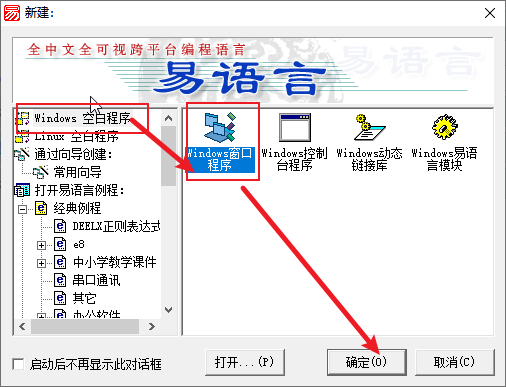 新建:
全中文全可视跨平台编程语言
易语言
Windows 空白程序
Linux 空白程序
通过向导创建:
常用向导
打开易语言例程:
经典例程
DEELX正则表达式
e8
中小学教学课件
串口通讯
其它
办公软件
Windows窗口
程序
Windows控制
台程序
Windows动态
链接库
Windows易语
言模块
启动后不再显示此对话框
打开...(P)
确定(O)
取消(C)